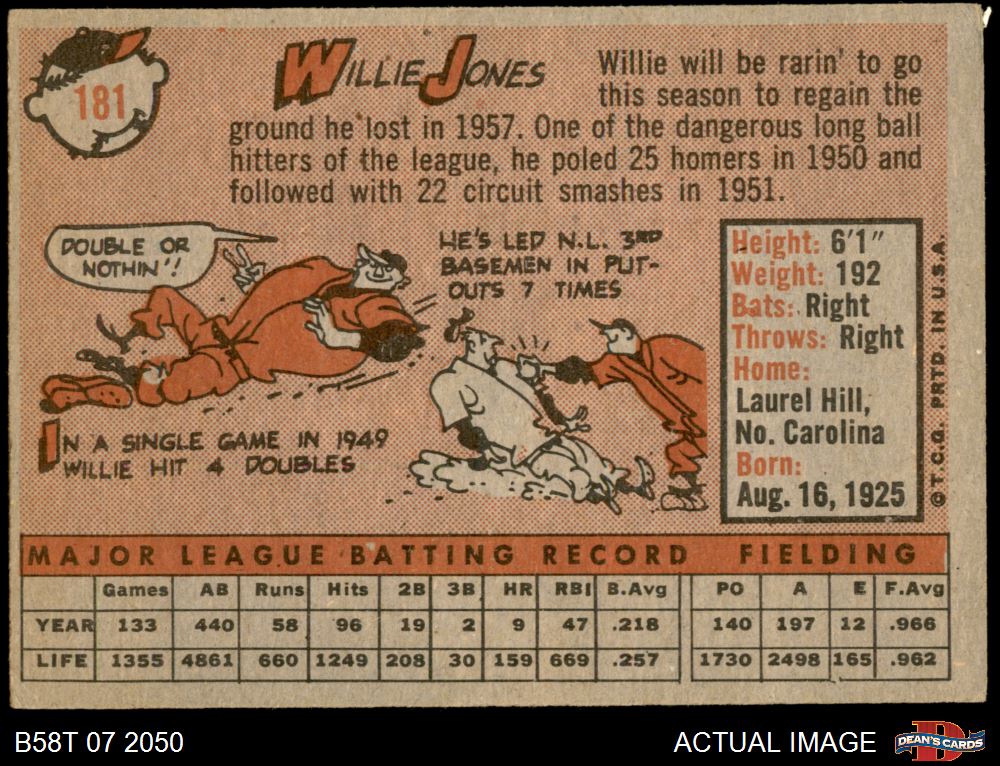 181
WILLIE JONES
Willie will be rarin' to go
this season to regain the
ground he lost in 1957. One of the dangerous long ball
hitters of the league, he poled 25 homers in 1950 and
followed with 22 circuit smashes in 1951.
DOUBLE OR
NOTHIN'!
HE'S LED N.L. 3RD
BASEMEN IN PUT-
OUTS 7 TIMES
IN A SINGLE GAME IN 1949
WILLIE HIT 4 DOUBLES
Height: 6'1"
Weight: 192
Bats: Right
Throws: Right
Home:
Laurel Hill,
No. Carolina
Born:
Aug. 16, 1925
©T.C.G. PRTD. IN U.S.A.
MAJOR LEAGUE BATTING RECORD FIELDING
Games AB Runs Hits 2B 3B HR RBI B.Avg PO A E F.Avg
YEAR 133 440 58 96 19 2 9 47 .218 140 197 12 .966
LIFE 1355 4861 660 1249 208 30 159 669 .257 1730 2498 165 .962
B58T 07 2050 ACTUAL IMAGE DEAN'S CARDS